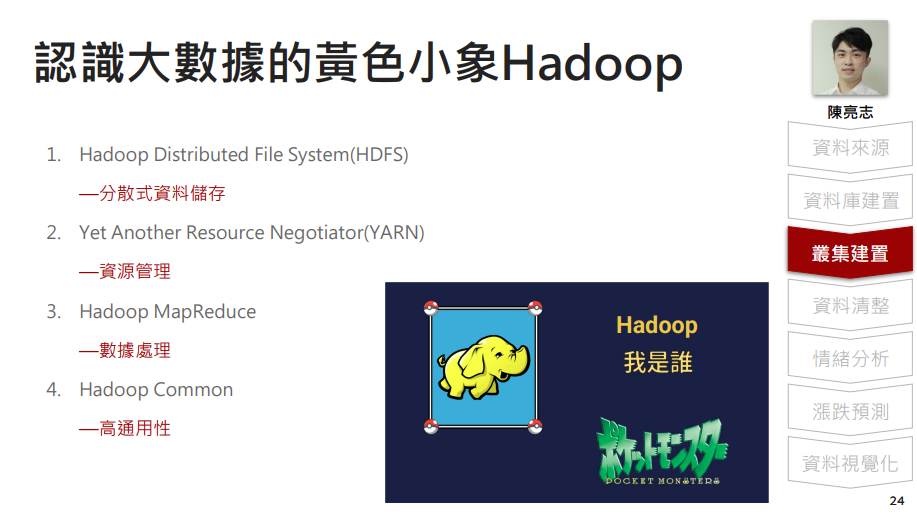 認識大數據的黃色小象Hadoop
1. Hadoop Distributed File System(HDFS)
—分散式資料儲存
2. Yet Another Resource Negotiator(YARN)
—資源管理
3. Hadoop MapReduce
—數據處理
4. Hadoop Common
—高通用性
Hadoop
我是誰
ポケットモンスター
POCKET MONSTERS
陳亮志
資料來源
資料庫建置
叢集建置
資料清整
情緒分析
漲跌預測
資料視覺化
24